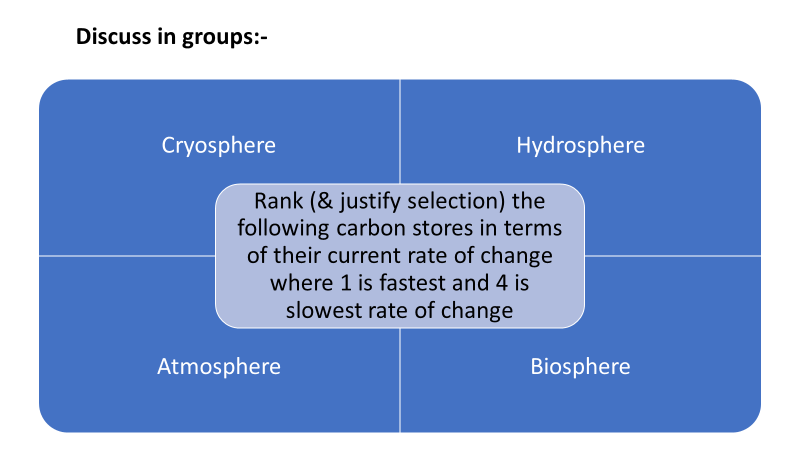 Discuss in groups:-
Cryosphere
Hydrosphere
Rank (& justify selection) the
following carbon stores in terms
of their current rate of change
where 1 is fastest and 4 is
slowest rate of change
Atmosphere
Biosphere